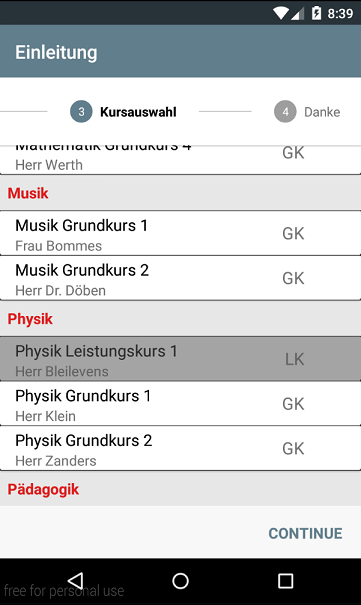 8:39
Einleitung
3 Kursauswahl 4 Danke
Mathematik Grundkurs 4 GK
Herr Werth
Musik
Musik Grundkurs 1 GK
Frau Bommes
Musik Grundkurs 2 GK
Herr Dr. Döben
Physik
Physik Leistungskurs 1 LK
Herr Bleilevens
Physik Grundkurs 1 GK
Herr Klein
Physik Grundkurs 2 GK
Herr Zanders
Pädagogik
CONTINUE
free for personal use